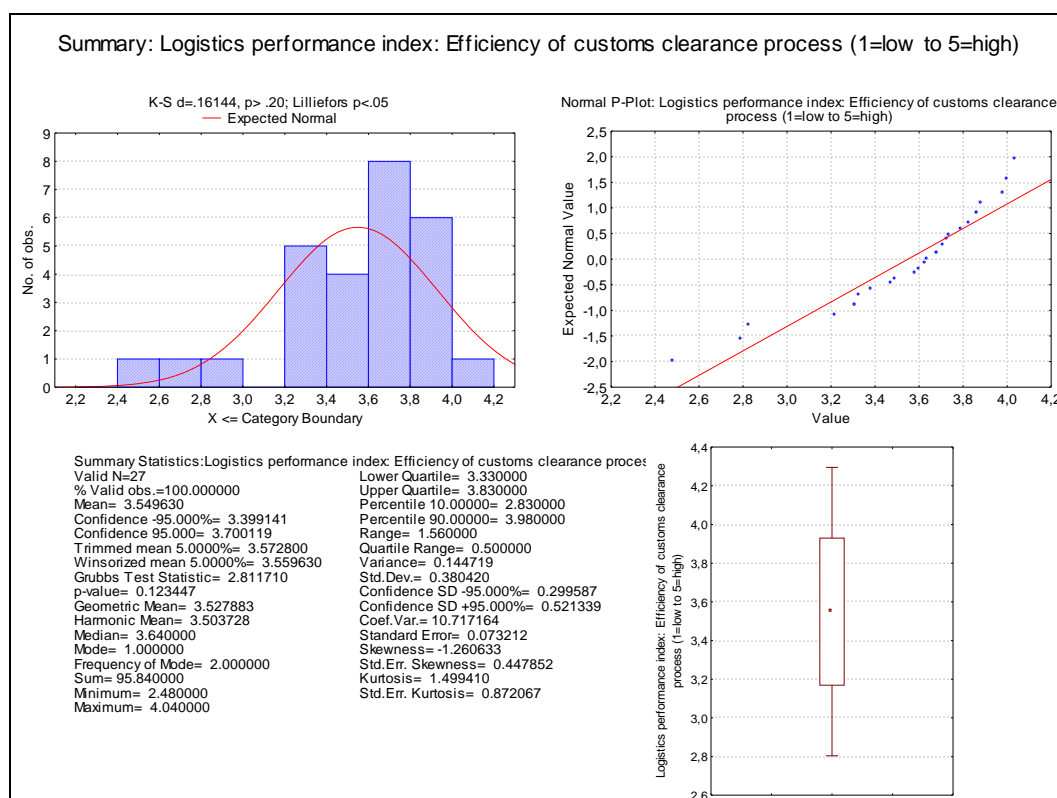 Summary: Logistics performance index: Efficiency of customs clearance process (1=low to 5=high)
K-S d=.16144, p> .20; Lilliefors p<.05
Expected Normal
No. of obs.
9
8
7
6
5
4
3
2
1
0
2,2 2,4 2,6 2,8 3,0 3,2 3,4 3,6 3,8 4,0 4,2
X <= Category Boundary
Normal P-Plot: Logistics performance index: Efficiency of customs clearance
process (1=low to 5=high)
Expected Normal Value
2,5
2,0
1,5
1,0
0,5
0,0
-0,5
-1,0
-1,5
-2,0
-2,5
2,4 2,6 2,8 3,0 3,2 3,4 3,6 3,8 4,0 4,2
Value
Summary Statistics:Logistics performance index: Efficiency of customs clearance proces
Valid N=27
% Valid obs.=100.000000
Mean= 3.549630
Confidence -95.000%= 3.399141
Confidence 95.000= 3.700119
Trimmed mean 5.0000%= 3.572800
Winsorized mean 5.0000%= 3.559630
Grubbs Test Statistic= 2.811710
p-value= 0.123447
Geometric Mean= 3.527883
Harmonic Mean= 3.503728
Median= 3.640000
Mode= 1.000000
Frequency of Mode= 2.000000
Sum= 95.840000
Minimum= 2.480000
Maximum= 4.040000
Lower Quartile= 3.330000
Upper Quartile= 3.830000
Percentile 10.00000= 2.830000
Percentile 90.00000= 3.980000
Range= 1.560000
Quartile Range= 0.500000
Variance= 0.144719
Std.Dev.= 0.380420
Confidence SD -95.000%= 0.299587
Confidence SD +95.000%= 0.521339
Coef.Var.= 10.717164
Standard Error= 0.073212
Skewness= -1.260633
Std.Err. Skewness= 0.447852
Kurtosis= 1.499410
Std.Err. Kurtosis= 0.872067
Logistics performance index: Efficiency of customs clearance
process (1=low to 5=high)
4,4
4,2
4,0
3,8
3,6
3,4
3,2
3,0
2,8
2,6